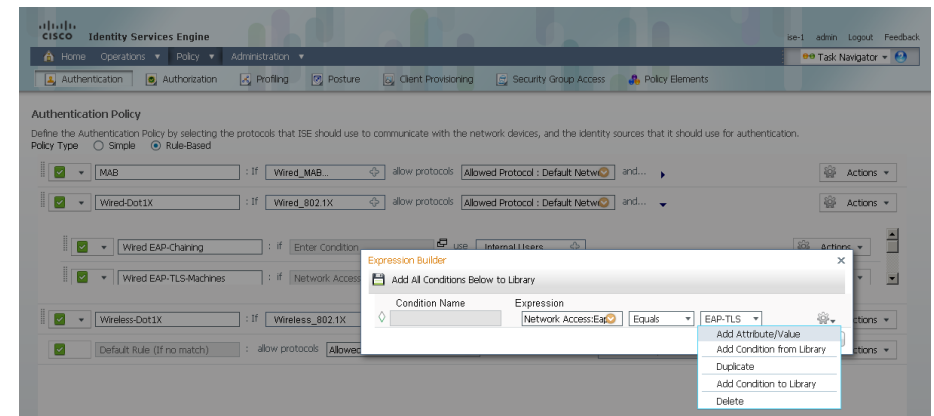 CISCO Identity Services Engine
ise-1 admin Logout Feedback
Home Operations Policy Administration
Task Navigator
Authentication Authorization Profiling Posture Client Provisioning Security Group Access Policy Elements
Authentication Policy
Define the Authentication Policy by selecting the protocols that ISE should use to communicate with the network devices, and the identity sources that it should use for authentication.
Policy Type Simple Rule-Based
MAB : If Wired_MAB... allow protocols Allowed Protocol : Default Netwo and... Actions
Wired-Dot1X : If Wired_802.1X allow protocols Allowed Protocol : Default Netwo and... Actions
Wired EAP-Chaining : if Enter Condition use Internal Users Actions
Wired EAP-TLS-Machines : if Network Access
Wireless-Dot1X : If Wireless_802.1X ctions
Default Rule (If no match) : allow protocols Allowed ctions
Expression Builder
Add All Conditions Below to Library
Condition Name Expression
Network Access:Eap Equals EAP-TLS
Add Attribute/Value
Add Condition from Library
Duplicate
Add Condition to Library
Delete